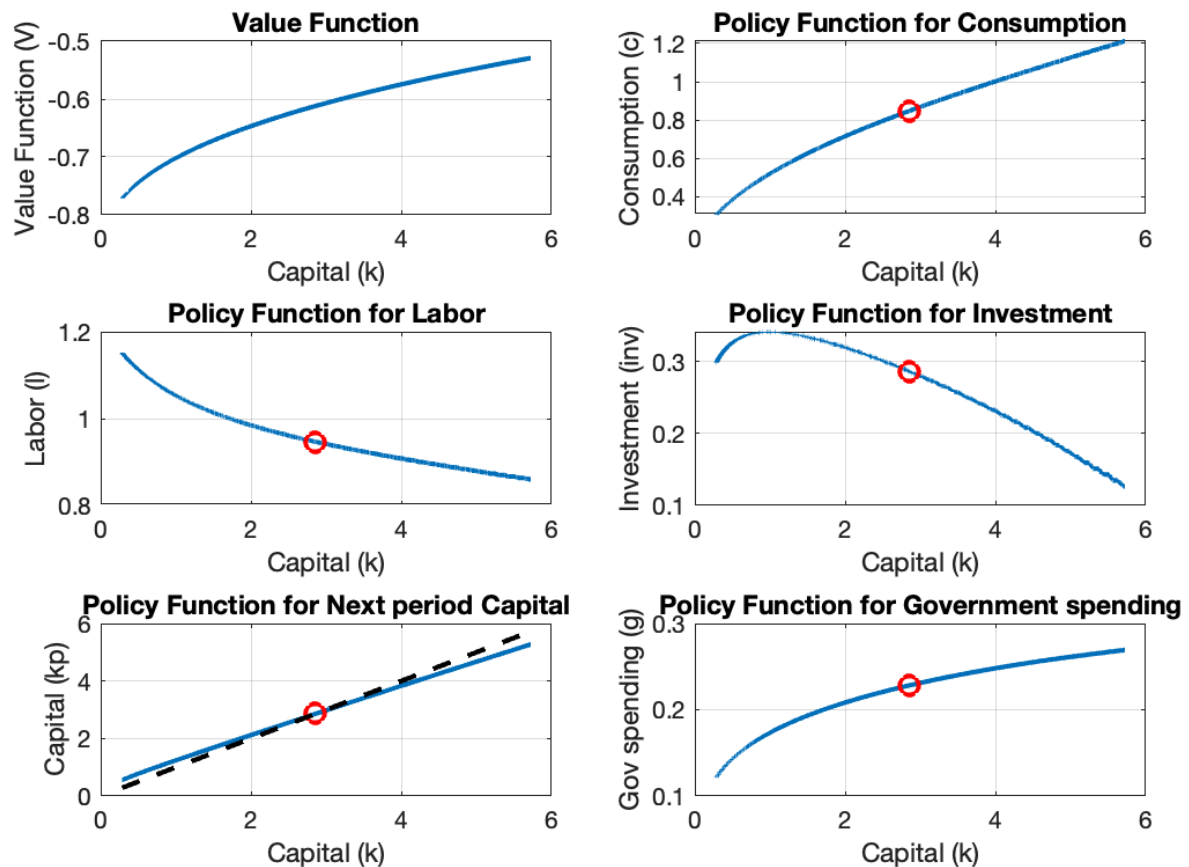 Value Function
Value Function (V)
-0.5
-0.6
-0.7
-0.8
0 2 4 6
Capital (k)
Policy Function for Consumption
Consumption (c)
1.2
1
0.8
0.6
0.4
0 2 4 6
Capital (k)
Policy Function for Labor
Labor (l)
1.2
1
0.8
0 2 4 6
Capital (k)
Policy Function for Investment
Investment (inv)
0.3
0.2
0.1
0 2 4 6
Capital (k)
Policy Function for Next period Capital
Capital (kp)
6
4
2
0
0 2 4 6
Capital (k)
Policy Function for Government spending
Gov spending (g)
0.3
0.2
0.1
0 2 4 6
Capital (k)